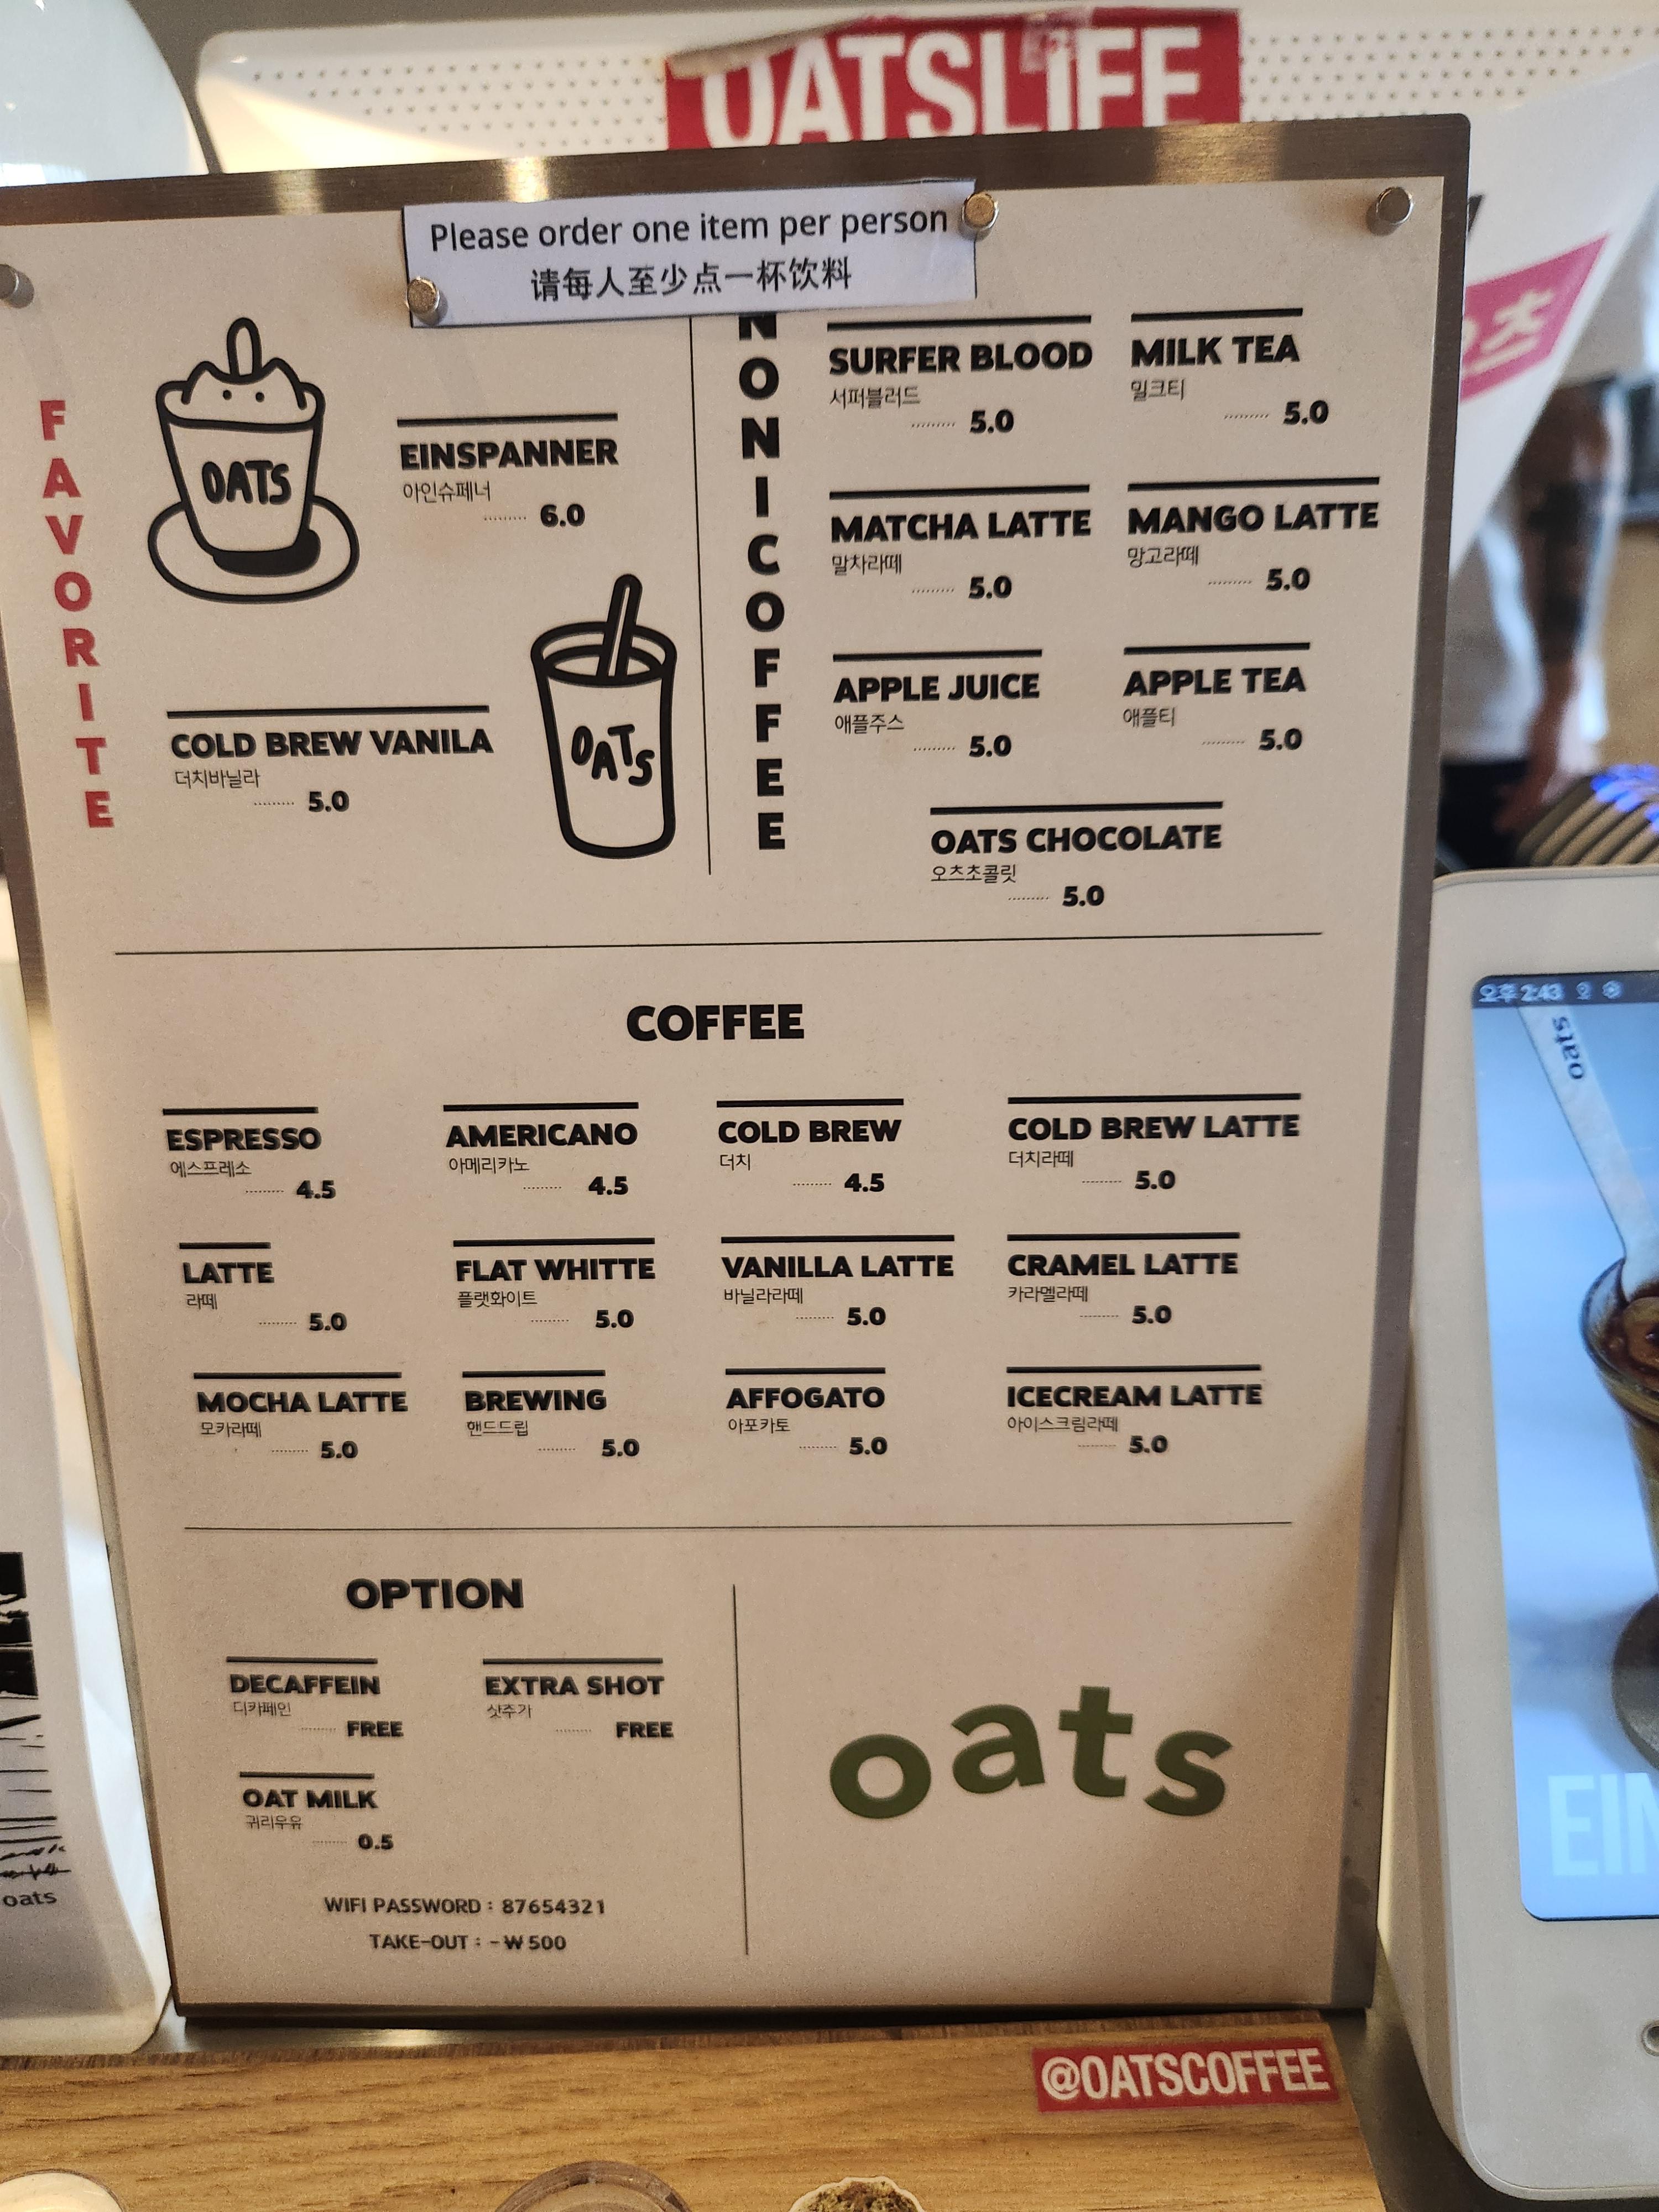 OATSLIFE
Please order one item per person
请每人至少点一杯饮料
FAVORITE
OATS
EINSPANNER
아인슈페너
6.0
OATS
COLD BREW VANILA
더치바닐라
5.0
NONICOFFEE
SURFER BLOOD
서퍼블러드
5.0
MILK TEA
밀크티
5.0
MATCHA LATTE
말차라떼
5.0
MANGO LATTE
망고라떼
5.0
APPLE JUICE
애플주스
5.0
APPLE TEA
애플티
5.0
OATS CHOCOLATE
오츠초콜릿
5.0
COFFEE
ESPRESSO
에스프레소
4.5
AMERICANO
아메리카노
4.5
COLD BREW
더치
4.5
COLD BREW LATTE
더치라떼
5.0
LATTE
라떼
5.0
FLAT WHITTE
플랫화이트
5.0
VANILLA LATTE
바닐라라떼
5.0
CRAMEL LATTE
카라멜라떼
5.0
MOCHA LATTE
모카라떼
5.0
BREWING
핸드드립
5.0
AFFOGATO
아포카토
5.0
ICECREAM LATTE
아이스크림라떼
5.0
OPTION
DECAFFEIN
디카페인
FREE
EXTRA SHOT
샷추가
FREE
OAT MILK
귀리우유
0.5
WIFI PASSWORD : 87654321
TAKE-OUT : -₩500
oats
@OATSCOFFEE
오후 2:43
oats
EIN
oats